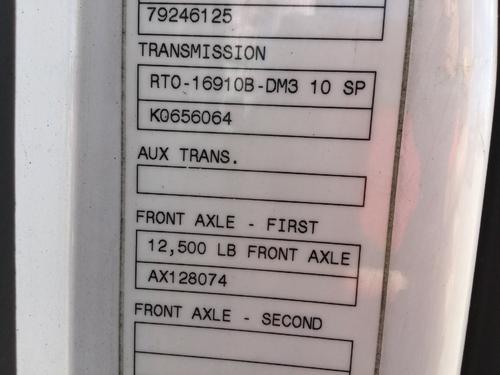 79246125
TRANSMISSION
RTO-16910B-DM3 10 SP
K0656064
AUX TRANS.
FRONT AXLE - FIRST
12,500 LB FRONT AXLE
AX128074
FRONT AXLE - SECOND